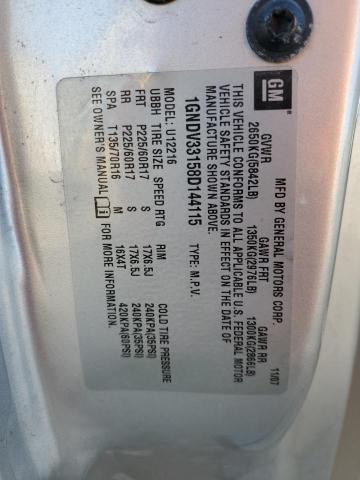 GM
MFD BY GENERAL MOTORS CORP. 11/07
GVWR GAWR FRT GAWR RR
2650KG(5842LB) 1350KG(2976LB) 1300KG(2866LB)
THIS VEHICLE CONFORMS TO ALL APPLICABLE U.S. FEDERAL MOTOR
VEHICLE SAFETY STANDARDS IN EFFECT ON THE DATE OF
MANUFACTURE SHOWN ABOVE.
1GNDV33158D144115 TYPE: M.P.V.
MODEL: U12216
UBBH TIRE SIZE SPEED RTG RIM COLD TIRE PRESSURE
FRT P225/60R17 S 17X6.5J 240KPA(35PSI)
RR P225/60R17 S 17X6.5J 240KPA(35PSI)
SPA T135/70R16 M 16X4T 420KPA(60PSI)
SEE OWNER'S MANUAL FOR MORE INFORMATION.